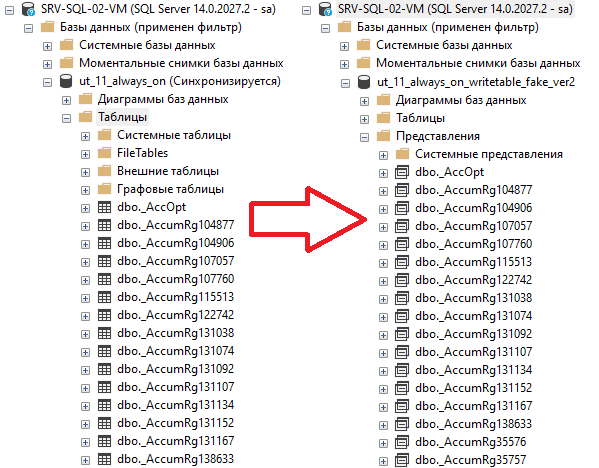 SRV-SQL-02-VM (SQL Server 14.0.2027.2 - sa)
Базы данных (применен фильтр)
Системные базы данных
Моментальные снимки базы данных
ut_11_always_on (Синхронизируется)
Диаграммы баз данных
Таблицы
Системные таблицы
FileTables
Внешние таблицы
Графовые таблицы
dbo._AccOpt
dbo._AccumRg104877
dbo._AccumRg104906
dbo._AccumRg107057
dbo._AccumRg107760
dbo._AccumRg115513
dbo._AccumRg122742
dbo._AccumRg131038
dbo._AccumRg131074
dbo._AccumRg131092
dbo._AccumRg131107
dbo._AccumRg131134
dbo._AccumRg131152
dbo._AccumRg131167
dbo._AccumRg138633
SRV-SQL-02-VM (SQL Server 14.0.2027.2 - sa)
Базы данных (применен фильтр)
Системные базы данных
Моментальные снимки базы данных
ut_11_always_on_writetable_fake_ver2
Диаграммы баз данных
Таблицы
Представления
Системные представления
dbo._AccOpt
dbo._AccumRg104877
dbo._AccumRg104906
dbo._AccumRg107057
dbo._AccumRg107760
dbo._AccumRg115513
dbo._AccumRg122742
dbo._AccumRg131038
dbo._AccumRg131074
dbo._AccumRg131092
dbo._AccumRg131107
dbo._AccumRg131134
dbo._AccumRg131152
dbo._AccumRg131167
dbo._AccumRg138633
dbo._AccumRg35576
dbo._AccumRg35757